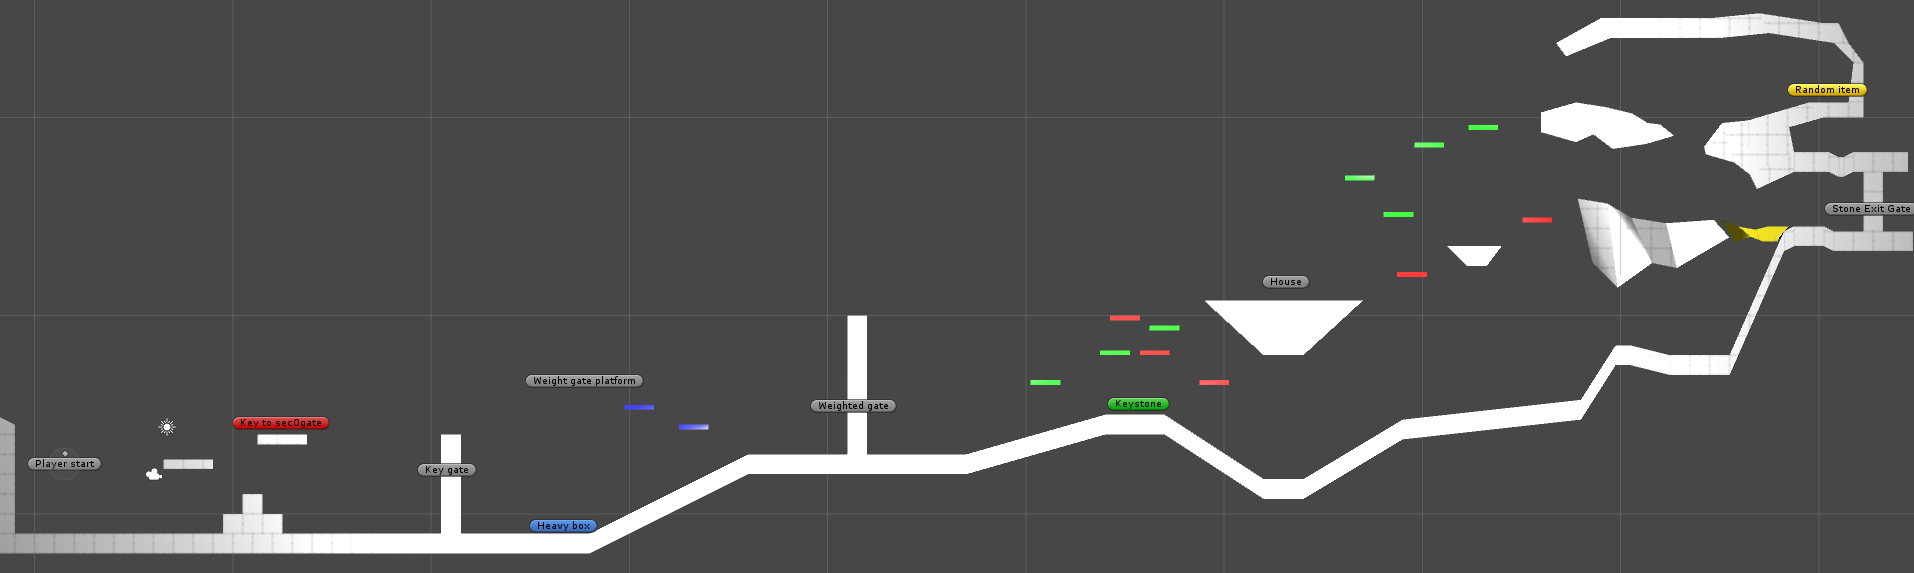 Random item
Stone Exit Gate
House
Weight gate platform
Keystone
Weighted gate
Key to sec0gate
Player start
Key gate
Heavy box